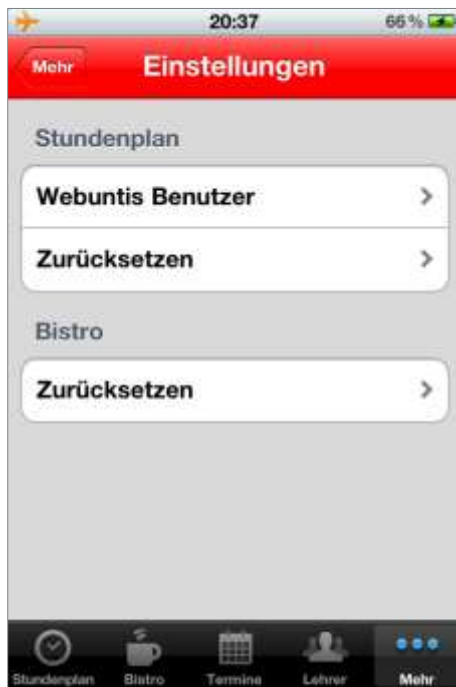 20:37
66 %
Mehr
Einstellungen
Stundenplan
Webuntis Benutzer
Zurücksetzen
Bistro
Zurücksetzen
Stundenplan
Bistro
Termine
Lehrer
Mehr